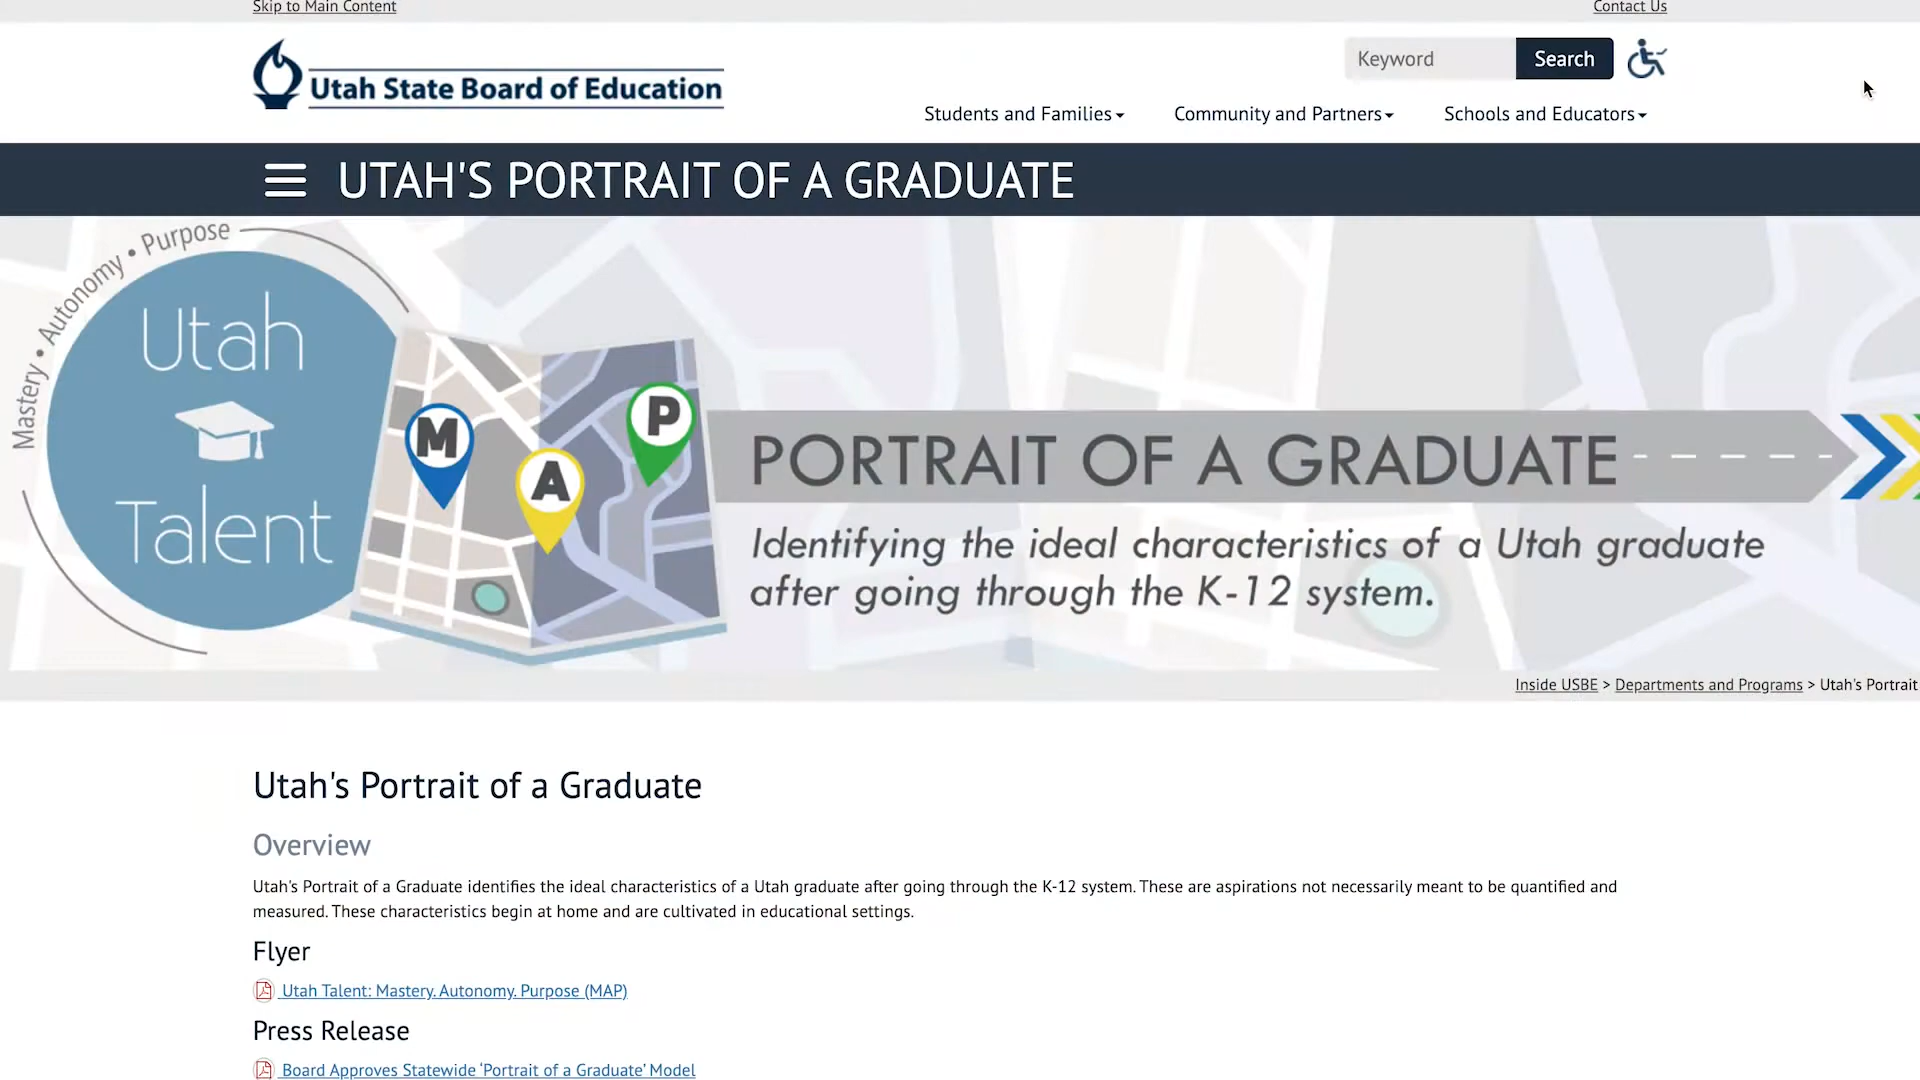 Skip to Main Content
Contact Us
Utah State Board of Education
Keyword
Search
Students and Families
Community and Partners
Schools and Educators
UTAH'S PORTRAIT OF A GRADUATE
Mastery • Autonomy • Purpose
Utah
Talent
M
A
P
PORTRAIT OF A GRADUATE
Identifying the ideal characteristics of a Utah graduate
after going through the K-12 system.
Inside USBE > Departments and Programs > Utah's Portrait
Utah's Portrait of a Graduate
Overview
Utah's Portrait of a Graduate identifies the ideal characteristics of a Utah graduate after going through the K-12 system. These are aspirations not necessarily meant to be quantified and
measured. These characteristics begin at home and are cultivated in educational settings.
Flyer
Utah Talent: Mastery. Autonomy. Purpose (MAP)
Press Release
Board Approves Statewide ‘Portrait of a Graduate’ Model